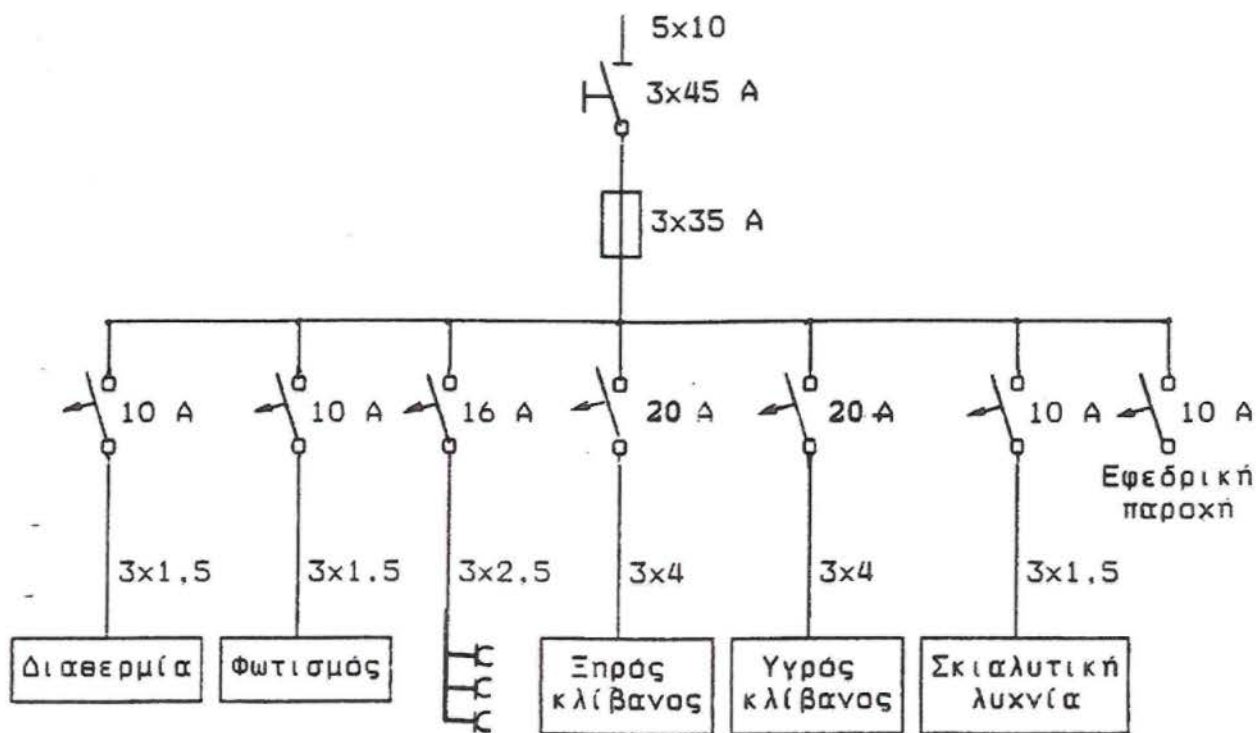 5x10
3x45 A
3x35 A
10 A
10 A
16 A
20 A
20 A
10 A
10 A
Εφεδρική
παροχή
3x1,5
3x1.5
3x2,5
3x4
3x4
3x1,5
Διαθερμία
Φωτισμός
Ξηρός
κλίβανος
Υγρός
κλίβανος
Σκιαλυτική
λυχνία